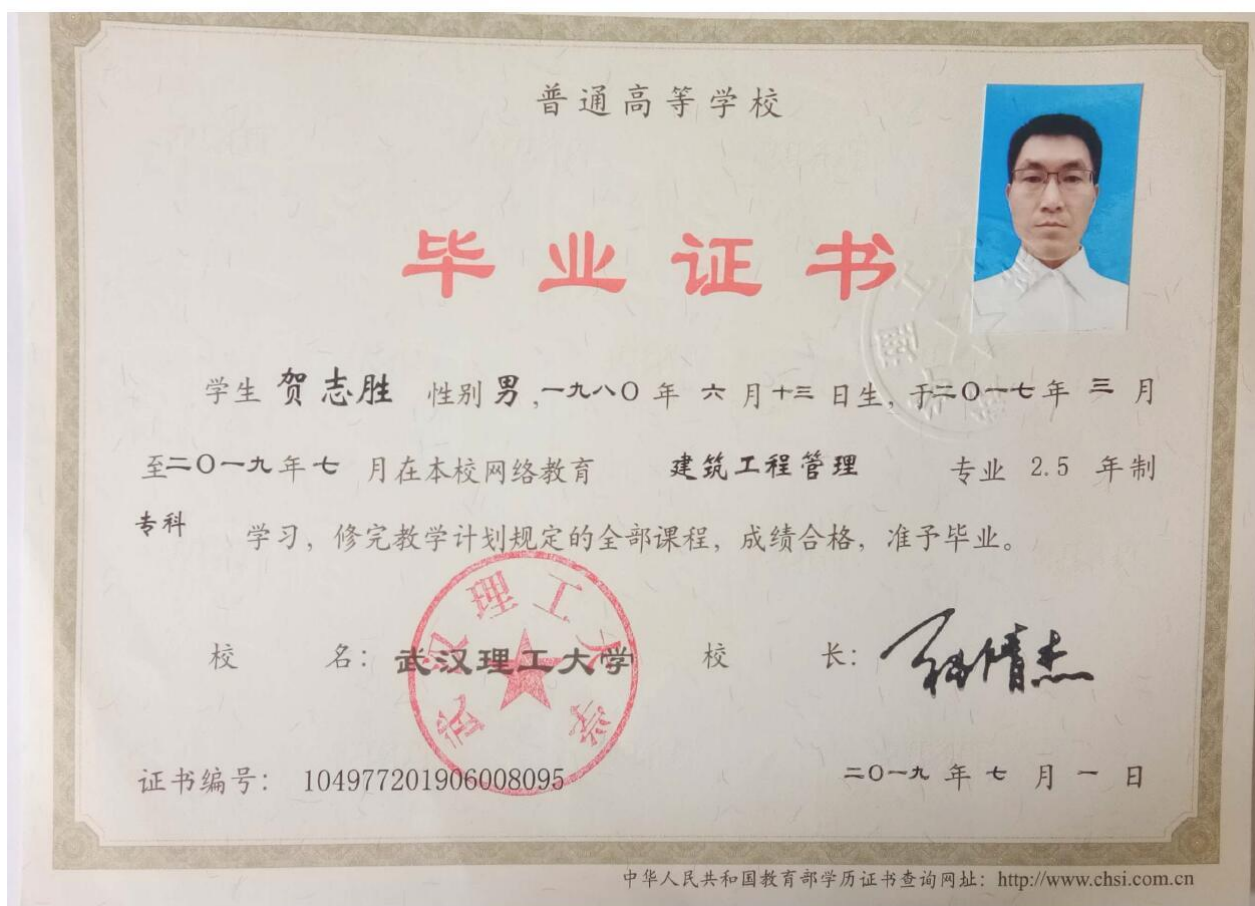 普通高等学校
毕业证书
学生 贺志胜 性别 男,一九八〇年 六 月十三日生,于二〇一七年 三 月
至二〇一九年七 月在本校网络教育 建筑工程管理 专业 2.5 年制
专科 学习,修完教学计划规定的全部课程,成绩合格,准予毕业。
校 名:武汉理工大学 校 长:
武汉理工大学
证书编号:104977201906008095 二〇一九 年 七 月 一 日
中华人民共和国教育部学历证书查询网址:http://www.chsi.com.cn